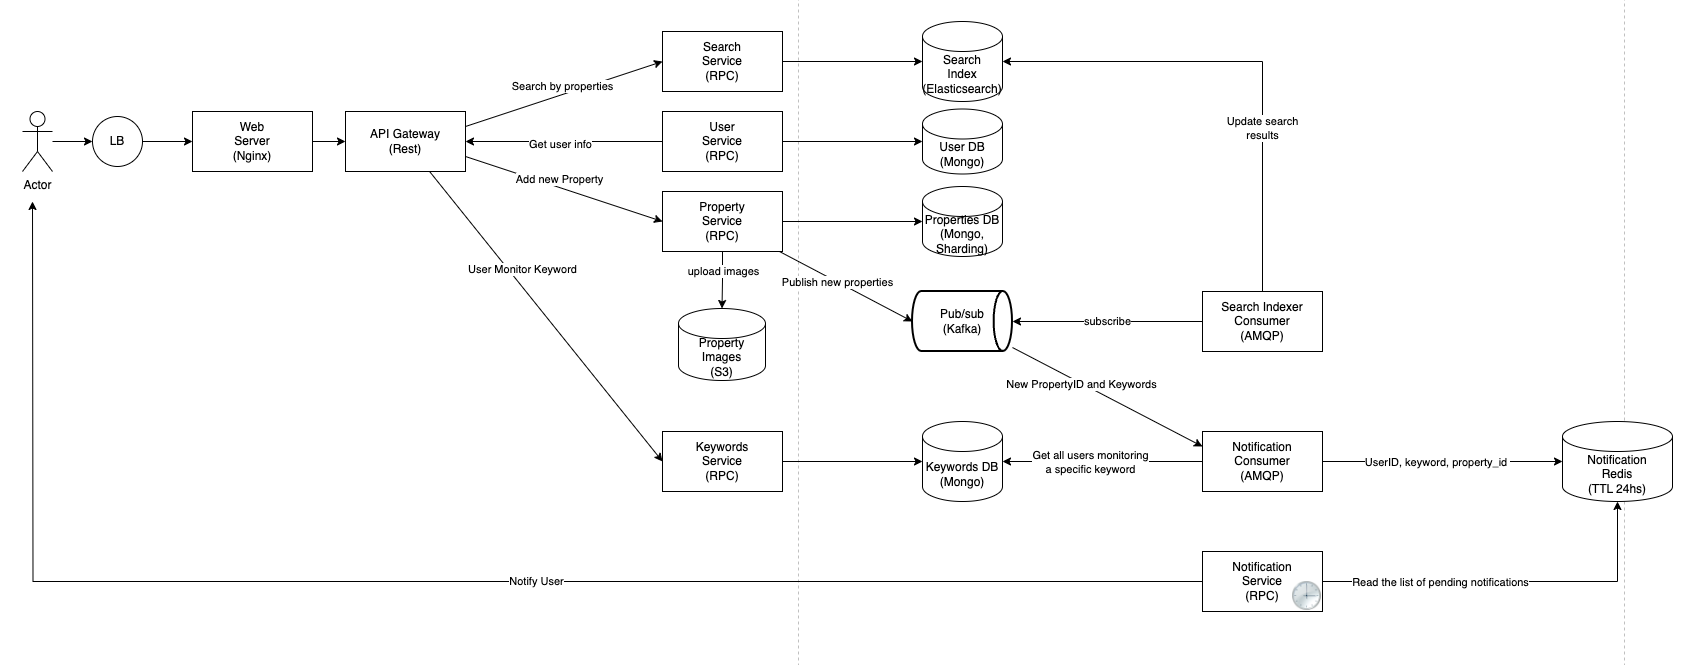 Search
Service
(RPC)
Search
Index
(Elasticsearch)
Search by properties
Actor
LB
Web
Server
(Nginx)
API Gateway
(Rest)
Get user info
User
Service
(RPC)
User DB
(Mongo)
Update search
results
Add new Property
Property
Service
(RPC)
Properties DB
(Mongo,
Sharding)
User Monitor Keyword
upload images
Publish new properties
Property
Images
(S3)
Pub/sub
(Kafka)
subscribe
Search Indexer
Consumer
(AMQP)
New PropertyID and Keywords
Keywords
Service
(RPC)
Keywords DB
(Mongo)
Get all users monitoring
a specific keyword
Notification
Consumer
(AMQP)
UserID, keyword, property_id
Notification
Redis
(TTL 24hs)
Notify User
Notification
Service
(RPC)
Read the list of pending notifications